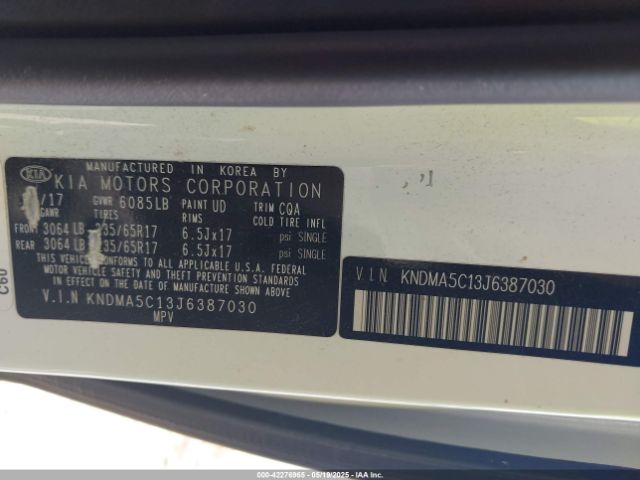 KIA
MANUFACTURED IN KOREA BY
KIA MOTORS CORPORATION
/17 GVWR 6085LB PAINT UD TRIM CQA
GAWR TIRES RIMS COLD TIRE INFL
FRONT 3064 LB 235/65R17 6.5Jx17 psi SINGLE
REAR 3064 LB 235/65R17 6.5Jx17 psi SINGLE
THIS VEHICLE CONFORMS TO ALL APPLICABLE U.S.A. FEDERAL
MOTOR VEHICLE SAFETY, BUMPER, AND THEFT PREVENTION STANDARDS
IN EFFECT ON THE DATE OF MANUFACTURE SHOWN ABOVE.
V.I.N KNDMA5C13J6387030
MPV
V.I.N KNDMA5C13J6387030
C60
000-42276965 05/19/2025 IAA, Inc.